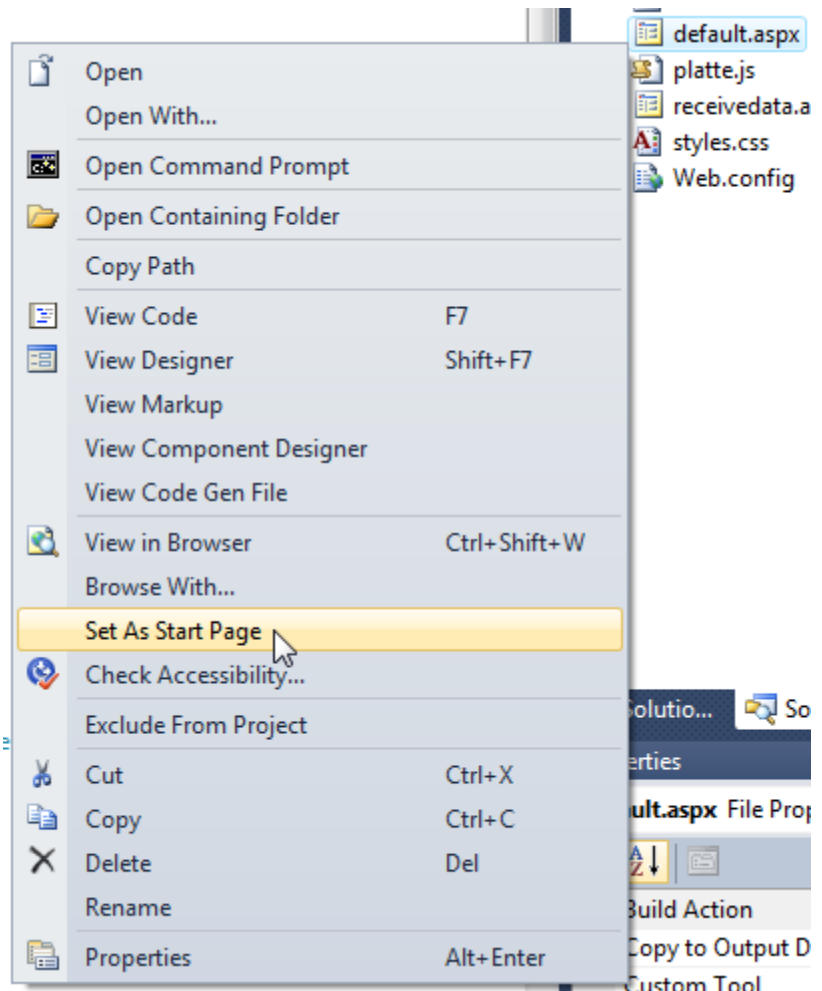 Open
Open With...
Open Command Prompt
Open Containing Folder
Copy Path
View Code F7
View Designer Shift+F7
View Markup
View Component Designer
View Code Gen File
View in Browser Ctrl+Shift+W
Browse With...
Set As Start Page
Check Accessibility...
Exclude From Project
Cut Ctrl+X
Copy Ctrl+C
Delete Del
Rename
Properties Alt+Enter
default.aspx
platte.js
receivedata.a
styles.css
Web.config
Solutio... So
erties
ult.aspx File Prop
Build Action
Copy to Output D
Custom Tool